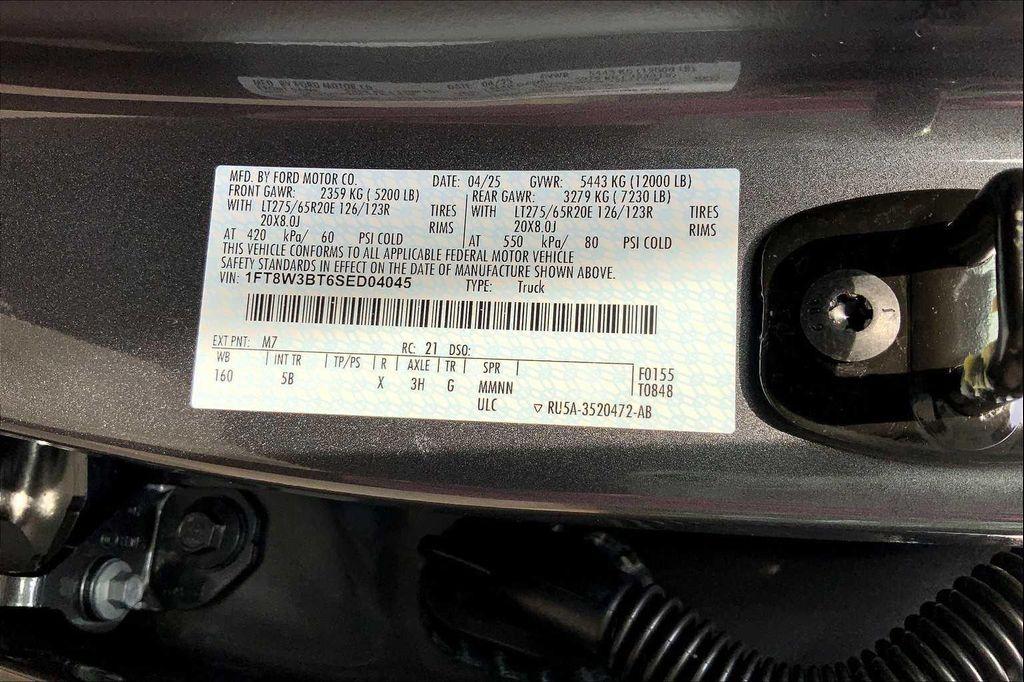 MFD. BY FORD MOTOR CO. DATE: 04/25 GVWR: 5443 KG (12000 LB)
FRONT GAWR: 2359 KG (5200 LB) REAR GAWR: 3279 KG (7230 LB)
WITH LT275/65R20E 126/123R TIRES WITH LT275/65R20E 126/123R TIRES
20X8.0J RIMS 20X8.0J RIMS
AT 420 kPa/ 60 PSI COLD AT 550 kPa/ 80 PSI COLD
THIS VEHICLE CONFORMS TO ALL APPLICABLE FEDERAL MOTOR VEHICLE
SAFETY STANDARDS IN EFFECT ON THE DATE OF MANUFACTURE SHOWN ABOVE.
VIN: 1FT8W3BT6SED04045 TYPE: Truck
EXT PNT: M7 RC: 21 DSO:
WB INT TR TP/PS R AXLE TR SPR F0155
160 5B X 3H G MMNN T0848
ULC ▽ RU5A-3520472-AB